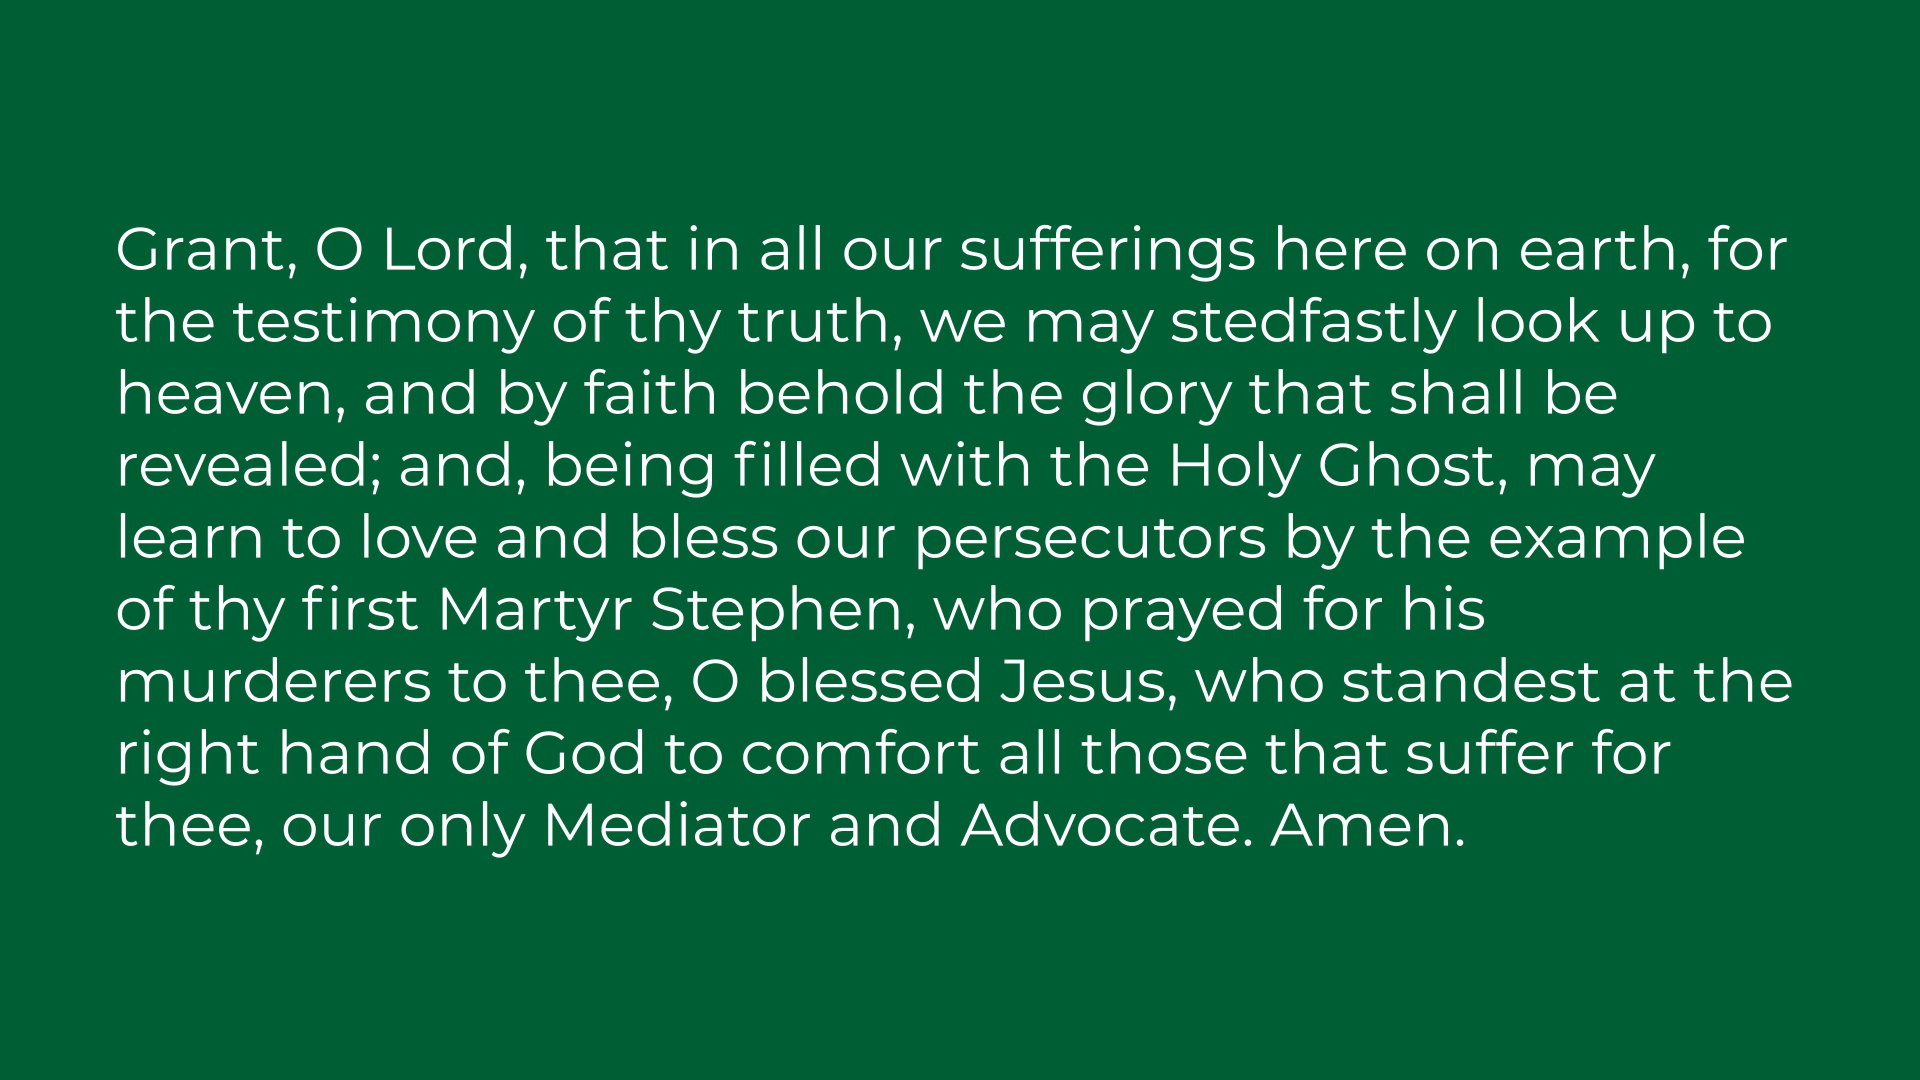 Grant, O Lord, that in all our sufferings here on earth, for
the testimony of thy truth, we may stedfastly look up to
heaven, and by faith behold the glory that shall be
revealed; and, being filled with the Holy Ghost, may
learn to love and bless our persecutors by the example
of thy first Martyr Stephen, who prayed for his
murderers to thee, O blessed Jesus, who standest at the
right hand of God to comfort all those that suffer for
thee, our only Mediator and Advocate. Amen.